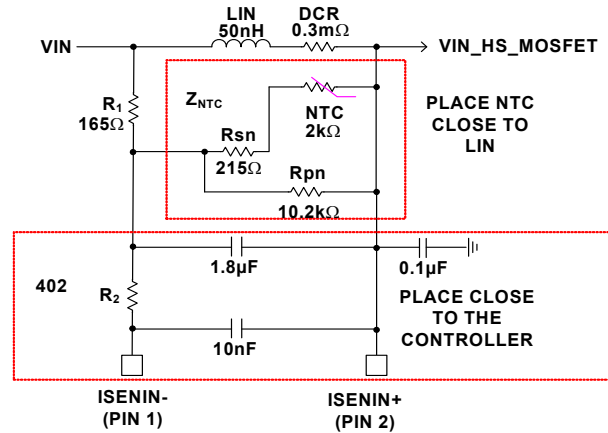 LIN
50nH
DCR
0.3mΩ
VIN
VIN_HS_MOSFET
R1
165Ω
ZNTC
NTC
2kΩ
PLACE NTC
CLOSE TO
LIN
Rsn
215Ω
Rpn
10.2kΩ
1.8µF
0.1µF
402
R2
PLACE CLOSE
TO THE
CONTROLLER
10nF
ISENIN-
(PIN 1)
ISENIN+
(PIN 2)